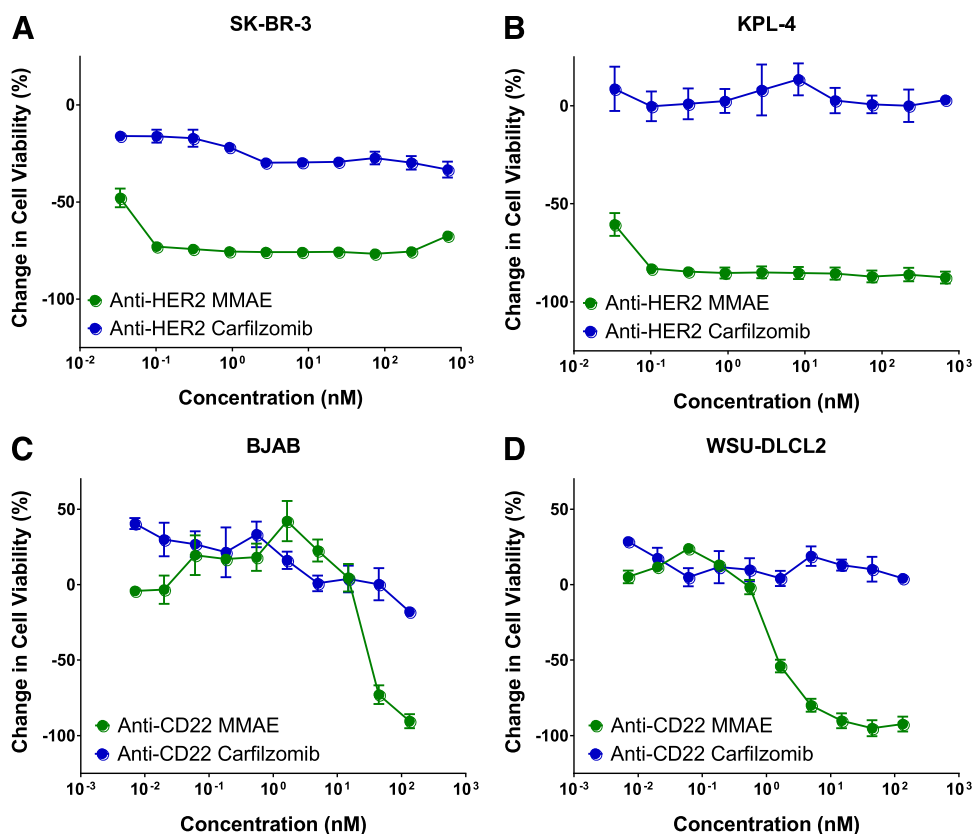 A
SK-BR-3
Change in Cell Viability (%)
0
-50
-100
Anti-HER2 MMAE
Anti-HER2 Carfilzomib
10-2 10-1 100 101 102 103
Concentration (nM)
B
KPL-4
Change in Cell Viability (%)
0
-50
-100
Anti-HER2 MMAE
Anti-HER2 Carfilzomib
10-2 10-1 100 101 102 103
Concentration (nM)
C
BJAB
Change in Cell Viability (%)
50
0
-50
-100
Anti-CD22 MMAE
Anti-CD22 Carfilzomib
10-3 10-2 10-1 100 101 102 103
Concentration (nM)
D
WSU-DLCL2
Change in Cell Viability (%)
50
0
-50
-100
Anti-CD22 MMAE
Anti-CD22 Carfilzomib
10-3 10-2 10-1 100 101 102 103
Concentration (nM)